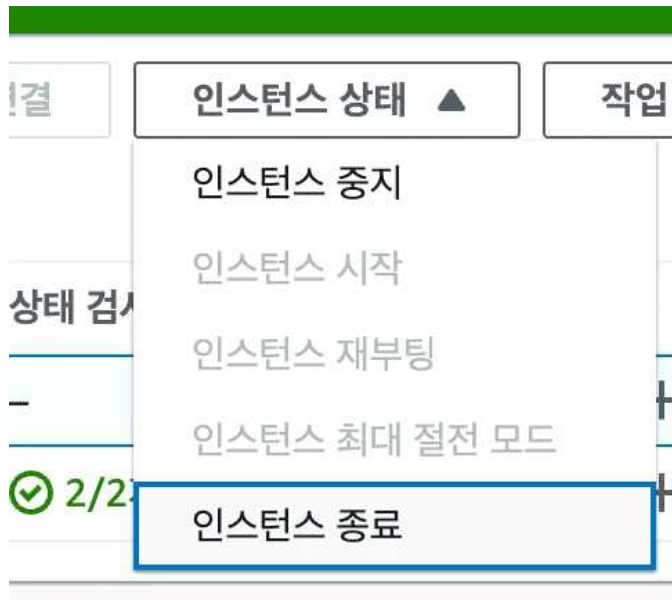 결
인스턴스 상태 ▲
작업
인스턴스 중지
인스턴스 시작
상태
인스턴스 재부팅
–
인스턴스 최대 절전 모드
2/2
인스턴스 종료